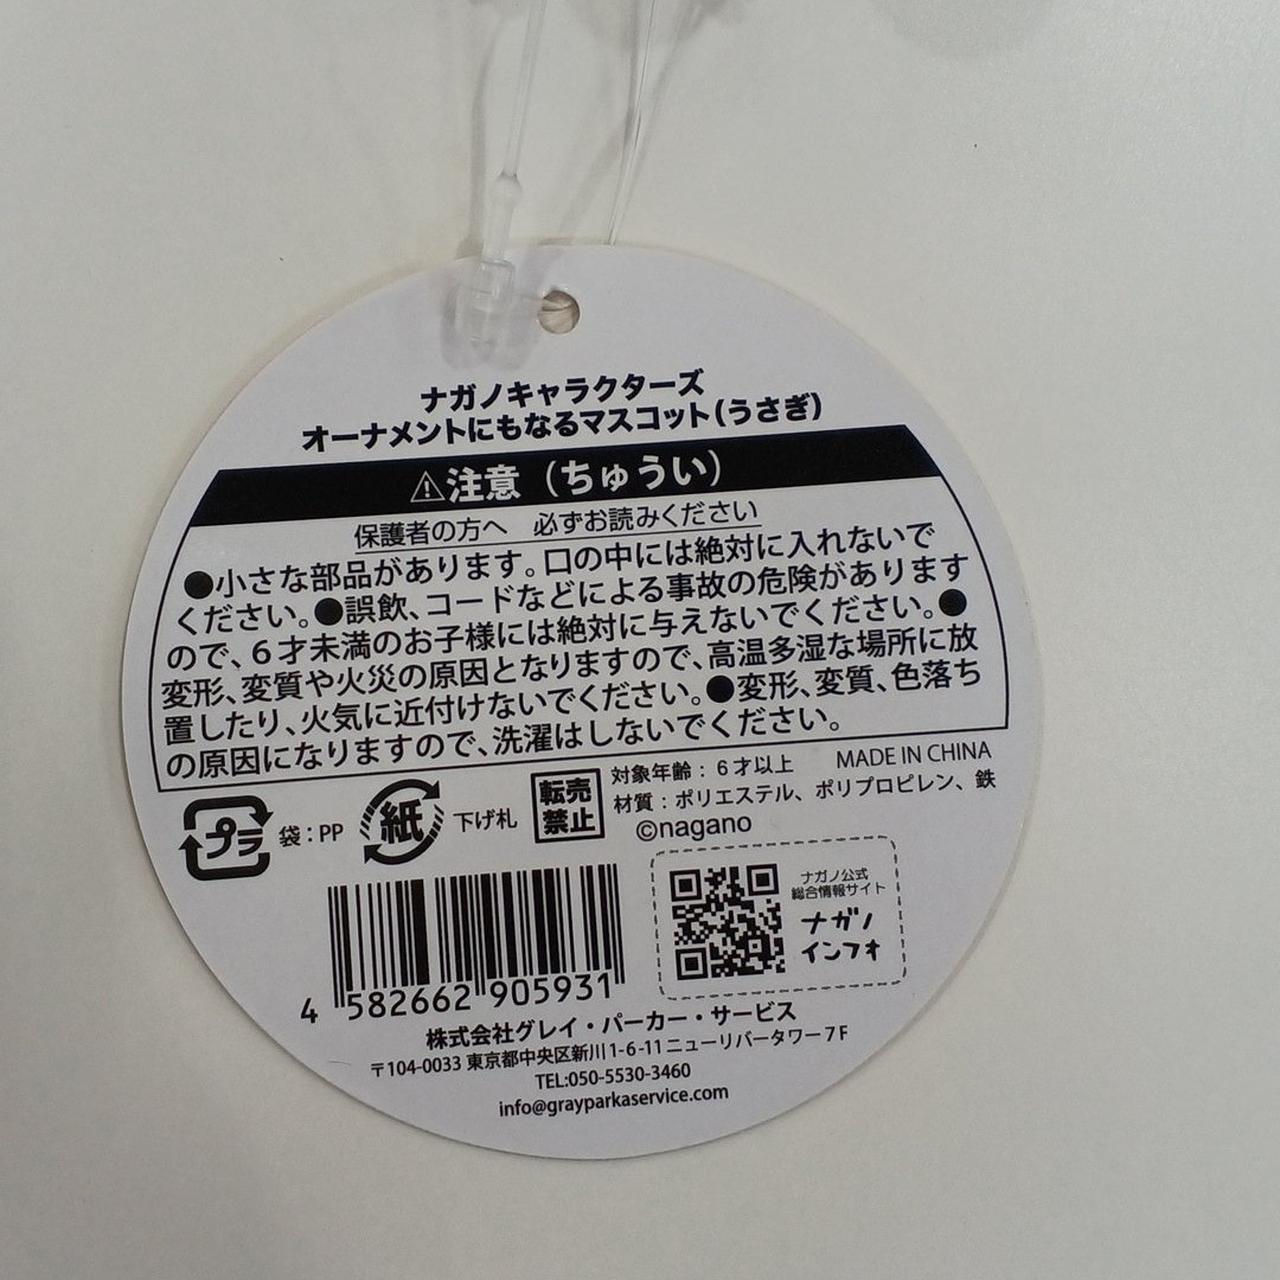 ナガノキャラクターズ
オーナメントにもなるマスコット(うさぎ)
⚠注意(ちゅうい)
保護者の方へ 必ずお読みください
●小さな部品があります。口の中には絶対に入れないで
ください。●誤飲、コードなどによる事故の危険があります
ので、6才未満のお子様には絶対に与えないでください。●
変形、変質や火災の原因となりますので、高温多湿な場所に放
置したり、火気に近付けないでください。●変形、変質、色落ち
の原因になりますので、洗濯はしないでください。
プラ 袋:PP 紙 下げ札
転売
禁止
対象年齢:6才以上 MADE IN CHINA
材質:ポリエステル、ポリプロピレン、鉄
©nagano
ナガノ公式
総合情報サイト
ナガノ
インフォ
4 582662 905931
株式会社グレイ・パーカー・サービス
〒104-0033 東京都中央区新川1-6-11ニューリバータワー7F
TEL:050-5530-3460
info@grayparkaservice.com